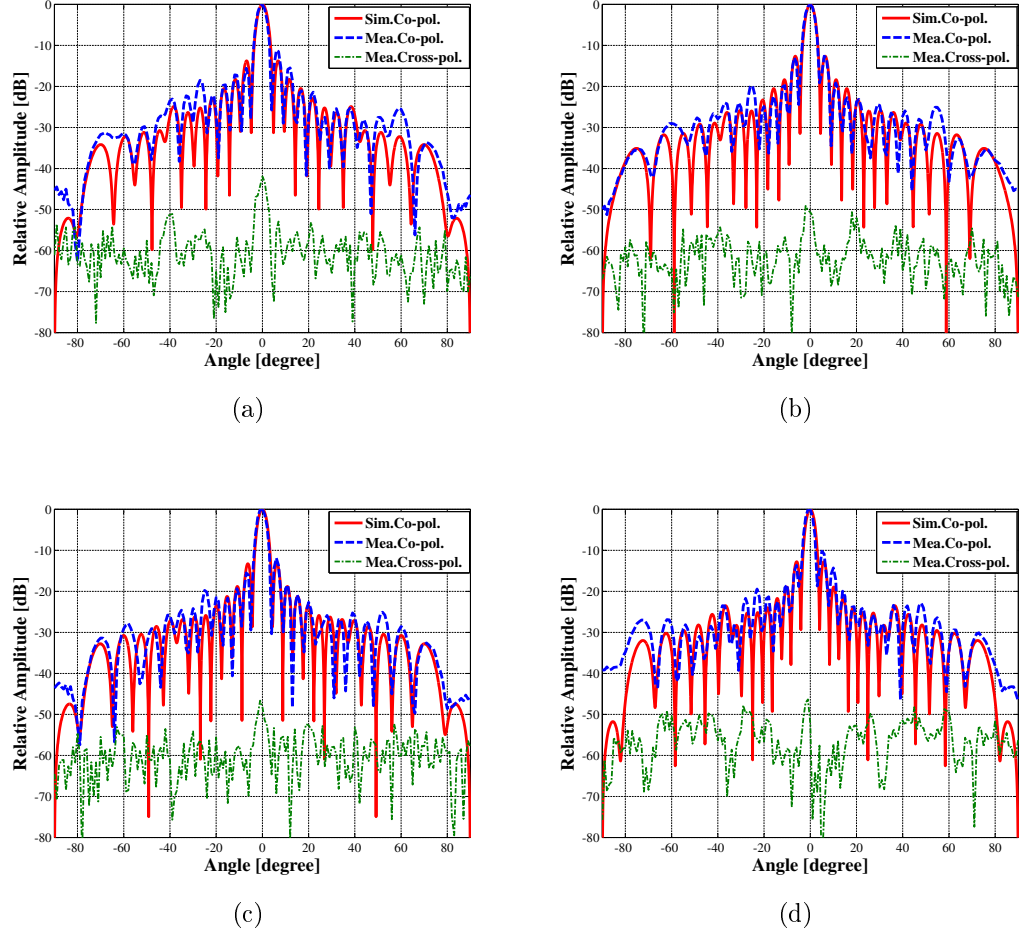 0
-10
-20
-30
-40
-50
-60
-70
-80
Relative Amplitude [dB]
Sim.Co-pol.
Mea.Co-pol.
Mea.Cross-pol.
-80 -60 -40 -20 0 20 40 60 80
Angle [degree]
(a)
0
-10
-20
-30
-40
-50
-60
-70
-80
Relative Amplitude [dB]
Sim.Co-pol.
Mea.Co-pol.
Mea.Cross-pol.
-80 -60 -40 -20 0 20 40 60 80
Angle [degree]
(b)
0
-10
-20
-30
-40
-50
-60
-70
-80
Relative Amplitude [dB]
Sim.Co-pol.
Mea.Co-pol.
Mea.Cross-pol.
-80 -60 -40 -20 0 20 40 60 80
Angle [degree]
(c)
0
-10
-20
-30
-40
-50
-60
-70
-80
Relative Amplitude [dB]
Sim.Co-pol.
Mea.Co-pol.
Mea.Cross-pol.
-80 -60 -40 -20 0 20 40 60 80
Angle [degree]
(d)